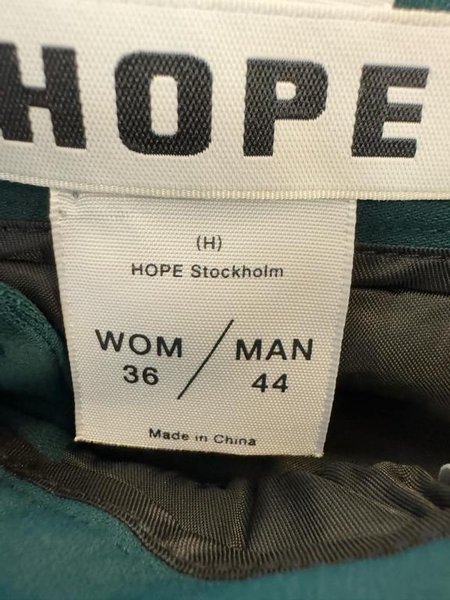 HOPE
(H)
HOPE Stockholm
WOM / MAN
36 / 44
Made in China